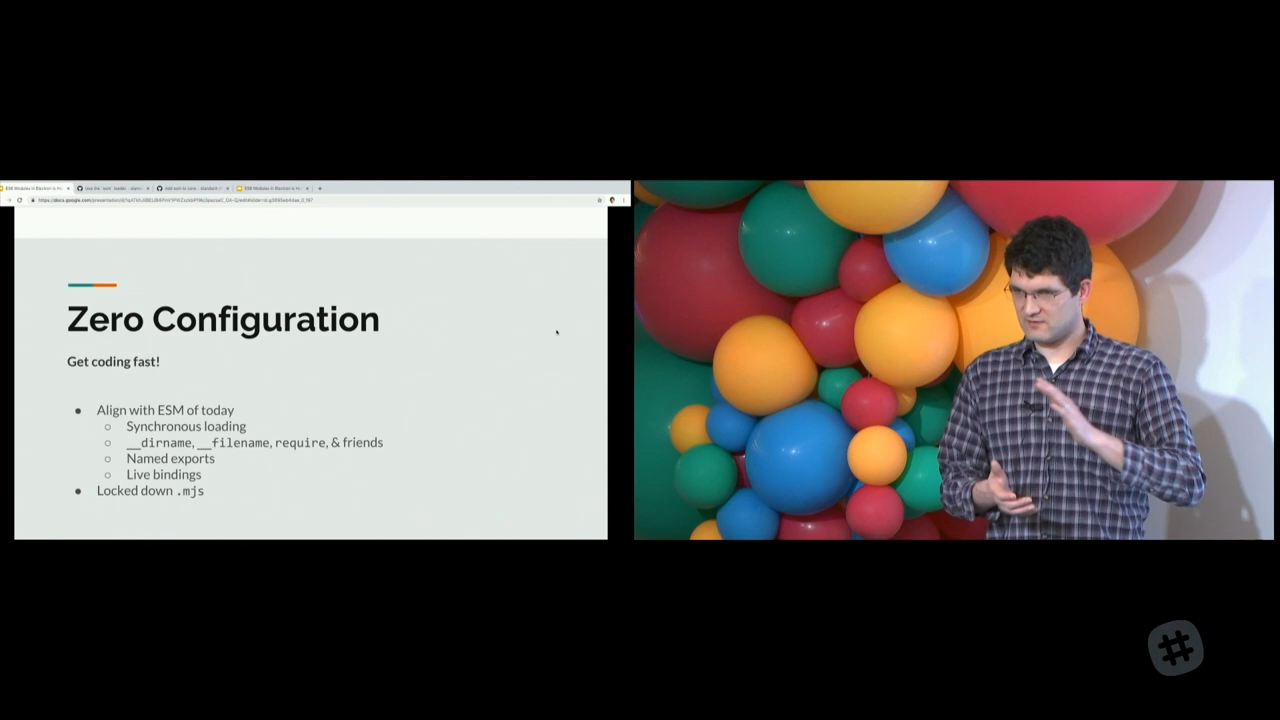 Zero Configuration
Get coding fast!
● Align with ESM of today
○ Synchronous loading
○ __dirname, __filename, require, & friends
○ Named exports
○ Live bindings
● Locked down .mjs